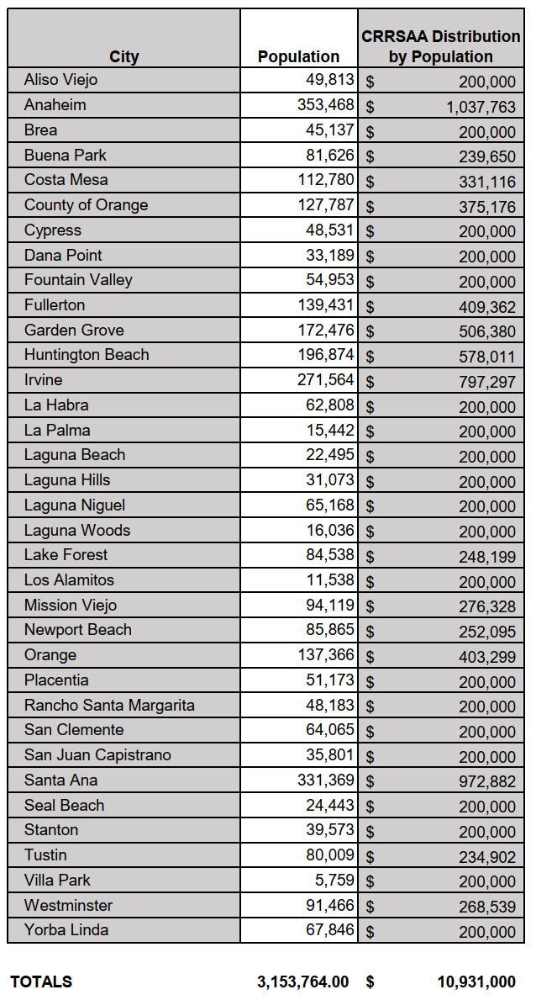 CRRSAA Distribution
City Population by Population
Aliso Viejo 49,813 $ 200,000
Anaheim 353,468 $ 1,037,763
Brea 45,137 $ 200,000
Buena Park 81,626 $ 239,650
Costa Mesa 112,780 $ 331,116
County of Orange 127,787 $ 375,176
Cypress 48,531 $ 200,000
Dana Point 33,189 $ 200,000
Fountain Valley 54,953 $ 200,000
Fullerton 139,431 $ 409,362
Garden Grove 172,476 $ 506,380
Huntington Beach 196,874 $ 578,011
Irvine 271,564 $ 797,297
La Habra 62,808 $ 200,000
La Palma 15,442 $ 200,000
Laguna Beach 22,495 $ 200,000
Laguna Hills 31,073 $ 200,000
Laguna Niguel 65,168 $ 200,000
Laguna Woods 16,036 $ 200,000
Lake Forest 84,538 $ 248,199
Los Alamitos 11,538 $ 200,000
Mission Viejo 94,119 $ 276,328
Newport Beach 85,865 $ 252,095
Orange 137,366 $ 403,299
Placentia 51,173 $ 200,000
Rancho Santa Margarita 48,183 $ 200,000
San Clemente 64,065 $ 200,000
San Juan Capistrano 35,801 $ 200,000
Santa Ana 331,369 $ 972,882
Seal Beach 24,443 $ 200,000
Stanton 39,573 $ 200,000
Tustin 80,009 $ 234,902
Villa Park 5,759 $ 200,000
Westminster 91,466 $ 268,539
Yorba Linda 67,846 $ 200,000
TOTALS 3,153,764.00 $ 10,931,000